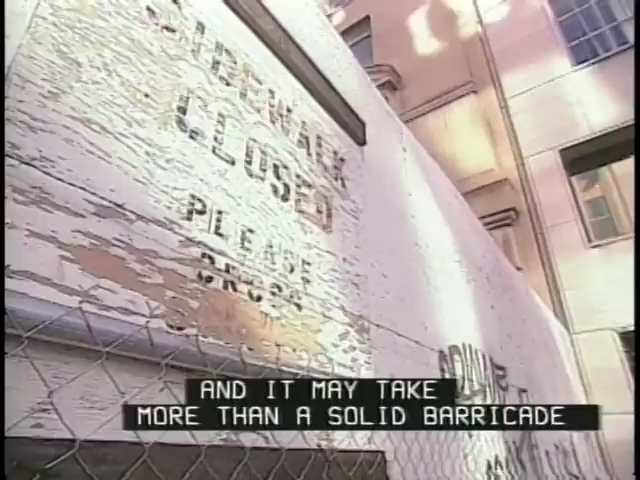 SIDEWALK
CLOSED
PLEASE
CROSS
AND IT MAY TAKE
MORE THAN A SOLID BARRICADE